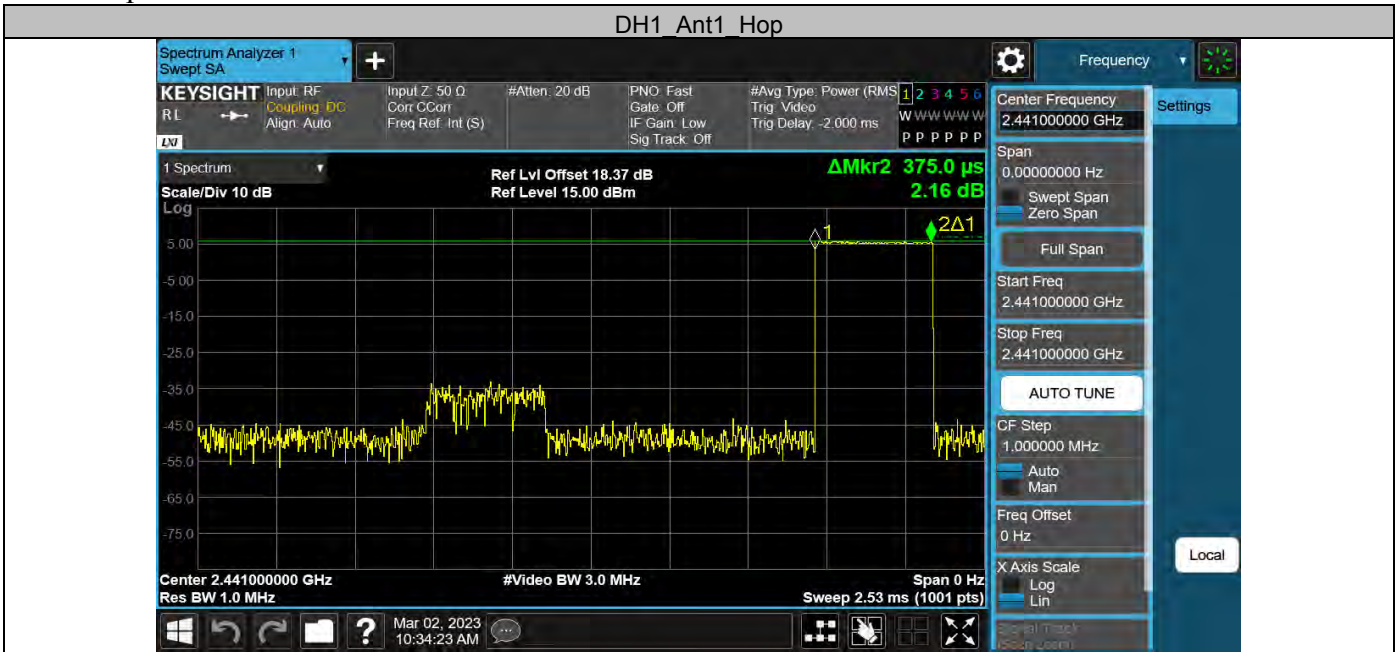 DH1_Ant1_Hop
Spectrum Analyzer 1
Swept SA
Frequency
KEYSIGHT
Input: RF
Input Z: 50 Ω
#Atten: 20 dB
PNO: Fast
#Avg Type: Power (RMS
1 2 3 4 5 6
R L
Coupling: DC
Corr CCorr
Gate: Off
Trig: Video
W W W W W W
Align: Auto
Freq Ref: Int (S)
IF Gain: Low
Trig Delay: -2.000 ms
P P P P P P
LXI
Sig Track: Off
Center Frequency
2.441000000 GHz
Settings
1 Spectrum
Ref Lvl Offset 18.37 dB
ΔMkr2 375.0 µs
Scale/Div 10 dB
Ref Level 15.00 dBm
2.16 dB
Log
1
2Δ1
5.00
-5.00
-15.0
-25.0
-35.0
-45.0
-55.0
-65.0
-75.0
Span
0.00000000 Hz
Swept Span
Zero Span
Full Span
Start Freq
2.441000000 GHz
Stop Freq
2.441000000 GHz
AUTO TUNE
CF Step
1.000000 MHz
Auto
Man
Freq Offset
0 Hz
Local
X Axis Scale
Log
Lin
Center 2.441000000 GHz
#Video BW 3.0 MHz
Span 0 Hz
Res BW 1.0 MHz
Sweep 2.53 ms (1001 pts)
?
Mar 02, 2023
10:34:23 AM